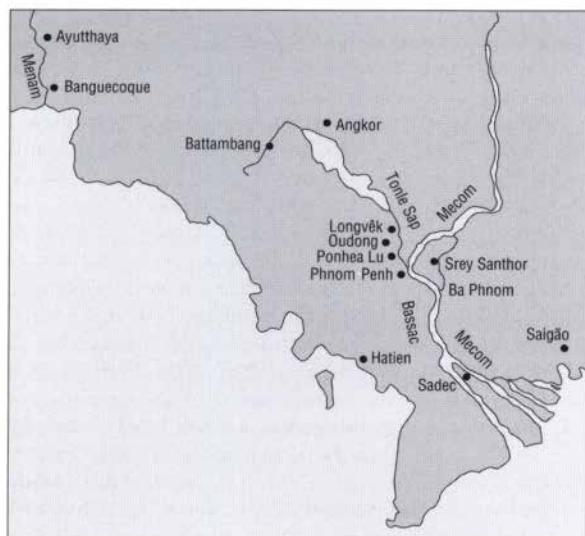 Ayutthaya
Menam
Banguecoque
Angkor
Battambang
Tonle Sap
Mecom
Longvêk
Oudong
Ponhea Lu
Phnom Penh
Srey Santhor
Ba Phnom
Bassac
Mecom
Saigão
Hatien
Sadec